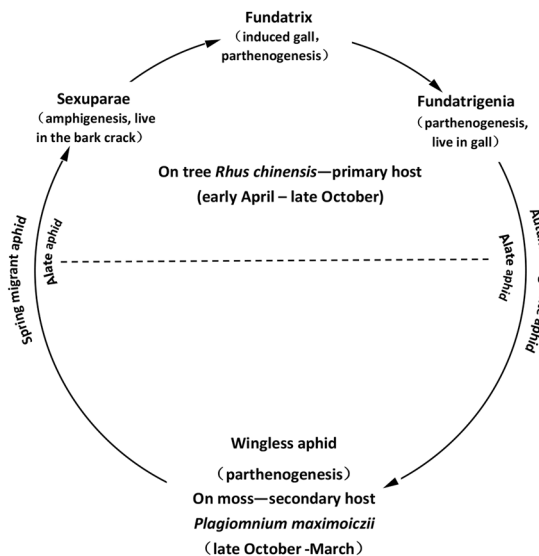 Fundatrix
（induced gall,
parthenogenesis）
Sexuparae
（amphigenesis, live
in the bark crack）
Fundatrigenia
（parthenogenesis,
live in gall）
On tree Rhus chinensis—primary host
(early April – late October)
Spring migrant aphid
Alate aphid
Alate aphid
aphid
Wingless aphid
（parthenogenesis）
On moss—secondary host
Plagiomnium maximoiczii
（late October -March）